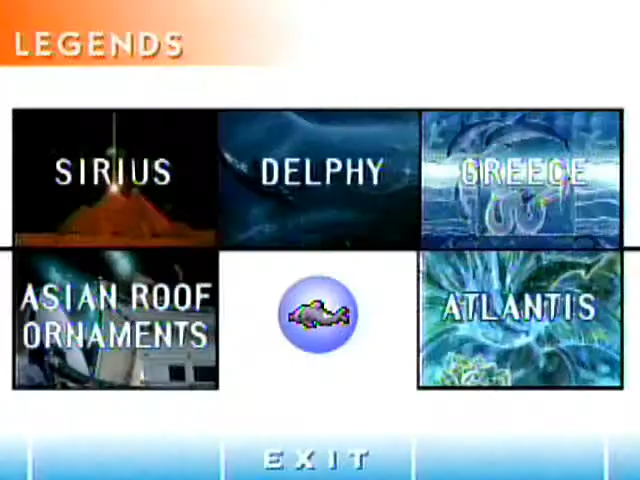 LEGENDS
SIRIUS
DELPHY
GREECE
ASIAN ROOF
ORNAMENTS
ATLANTIS
EXIT